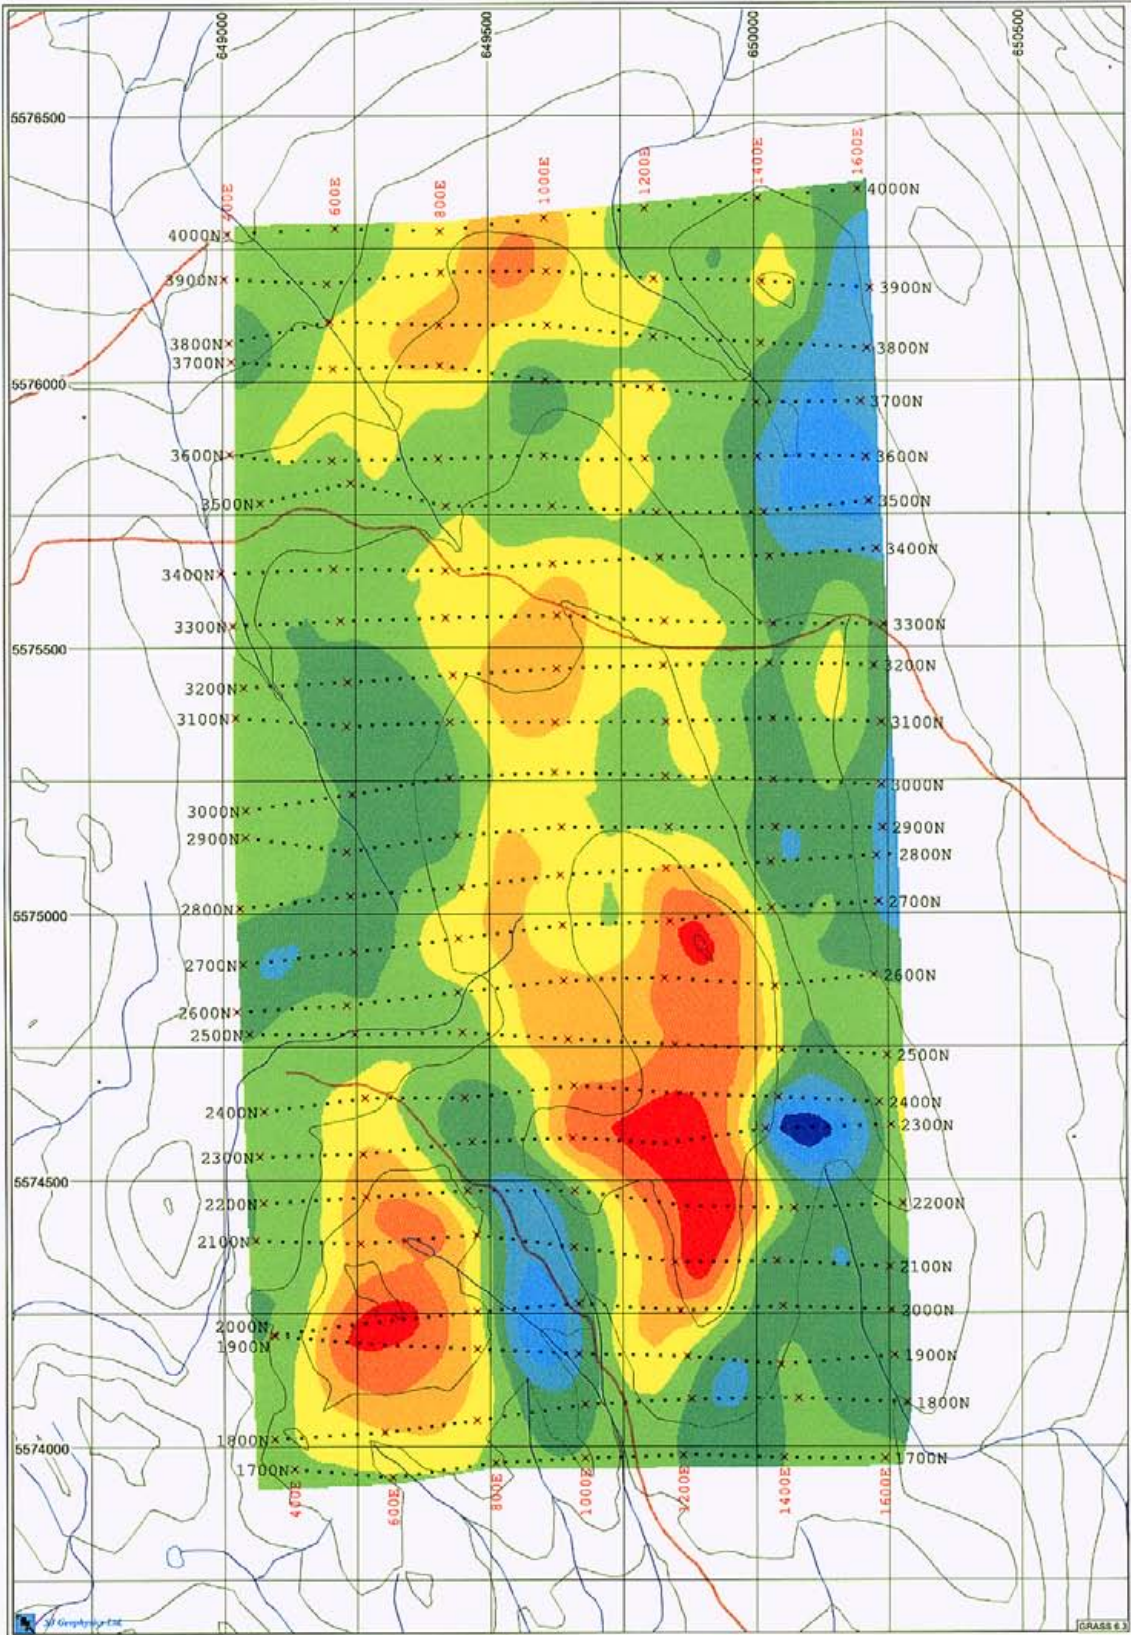 649000
649500
650000
650500
5576500
400E
600E
800E
1000E
1200E
1400E
1600E
4000N
4000N
3900N
3900N
3800N
3800N
3700N
5576000
3700N
3600N
3600N
3500N
3500N
3400N
3400N
3300N
3300N
5575500
3200N
3200N
3100N
3100N
3000N
3000N
2900N
2900N
2800N
2800N
5575000
2700N
2700N
2600N
2600N
2500N
2500N
2400N
2400N
2300N
2300N
5574500
2200N
2200N
2100N
2100N
2000N
2000N
1900N
1900N
1800N
1800N
5574000
1700N
1700N
400E
600E
800E
1000E
1200E
1400E
1600E
SJ Geophysics Ltd.
GRASS 6.3